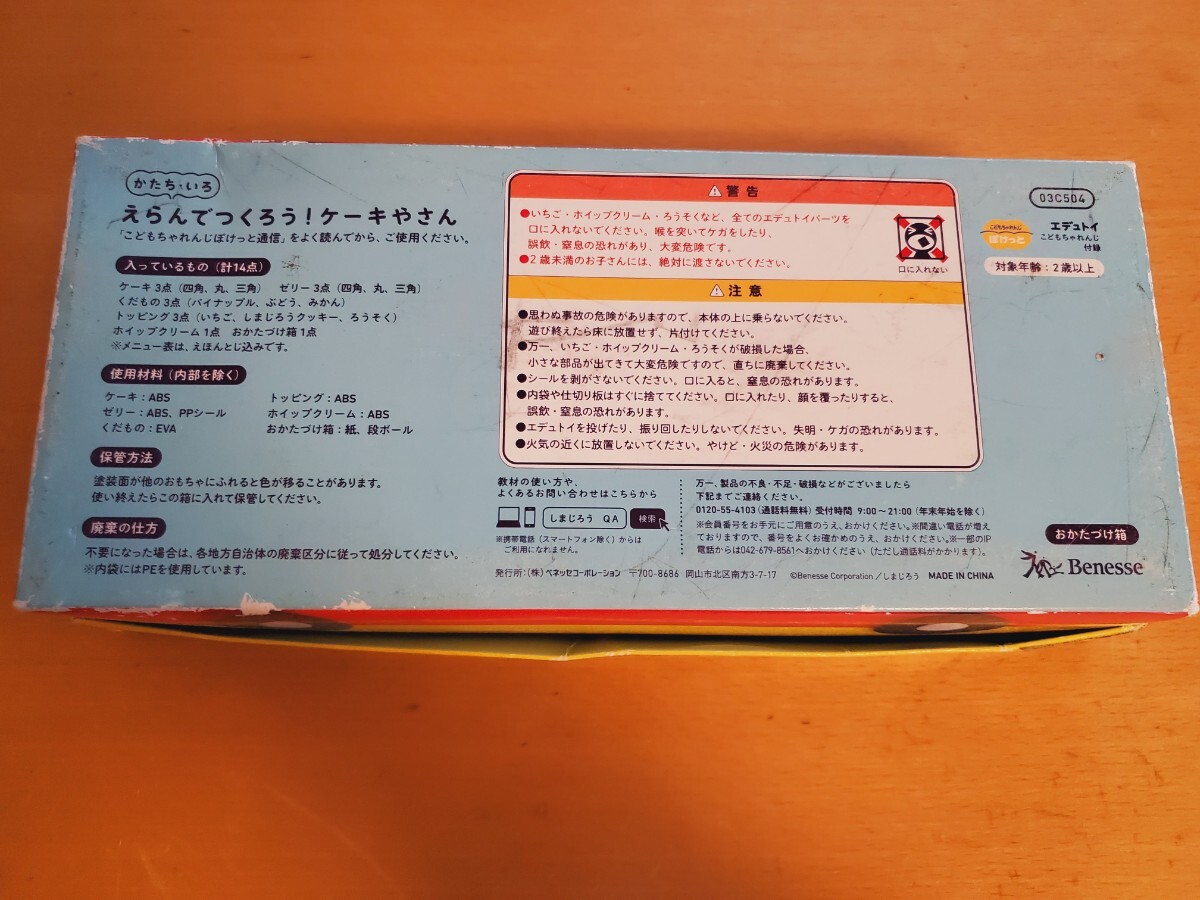 かたち・いろ
えらんでつくろう！ケーキやさん
「こどもちゃれんじぽけっと通信」をよく読んでから、ご使用ください。
入っているもの（計14点）
ケーキ 3点（四角、丸、三角）　ゼリー 3点（四角、丸、三角）
くだもの 3点（パイナップル、ぶどう、みかん）
トッピング 3点（いちご、しまじろうクッキー、ろうそく）
ホイップクリーム 1点　おかたづけ箱 1点
※メニュー表は、えほんとじ込みです。
使用材料（内部を除く）
ケーキ：ABS　トッピング：ABS
ゼリー：ABS、PPシール　ホイップクリーム：ABS
くだもの：EVA　おかたづけ箱：紙、段ボール
保管方法
塗装面が他のおもちゃにふれると色が移ることがあります。
使い終えたらこの箱に入れて保管してください。
廃棄の仕方
不要になった場合は、各地方自治体の廃棄区分に従って処分してください。
※内袋にはPEを使用しています。
⚠警告
●いちご・ホイップクリーム・ろうそくなど、全てのエデュトイパーツを
口に入れないでください。喉を突いてケガをしたり、
誤飲・窒息の恐れがあり、大変危険です。
●2歳未満のお子さんには、絶対に渡さないでください。
口に入れない
⚠注意
●思わぬ事故の危険がありますので、本体の上に乗らないでください。
遊び終えたら床に放置せず、片付けてください。
●万一、いちご・ホイップクリーム・ろうそくが破損した場合、
小さな部品が出てきて大変危険ですので、直ちに廃棄してください。
●シールを剥がさないでください。口に入ると、窒息の恐れがあります。
●内袋や仕切り板はすぐに捨ててください。口に入れたり、顔を覆ったりすると、
誤飲・窒息の恐れがあります。
●エデュトイを投げたり、振り回したりしないでください。失明・ケガの恐れがあります。
●火気の近くに放置しないでください。やけど・火災の危険があります。
教材の使い方や、
よくあるお問い合わせはこちらから
しまじろう QA
検索
※携帯電話（スマートフォン除く）からは
ご利用になれません。
万一、製品の不良・不足・破損などがございましたら
下記までご連絡ください。
0120-55-4103（通話料無料）受付時間 9:00～21:00（年末年始を除く）
※会員番号をお手元にご用意のうえ、おかけください。※間違い電話が増え
ておりますので、番号をよくお確かめのうえ、おかけください。※一部のIP
電話からは042-679-8561へおかけください（ただし通話料がかかります）。
発行所：（株）ベネッセコーポレーション　〒700-8686　岡山市北区南方3-7-17　©Benesse Corporation／しまじろう　MADE IN CHINA
03C504
こどもちゃれんじ
ぽけっと
エデュトイ
こどもちゃれんじ
付録
対象年齢：2歳以上
おかたづけ箱
Benesse